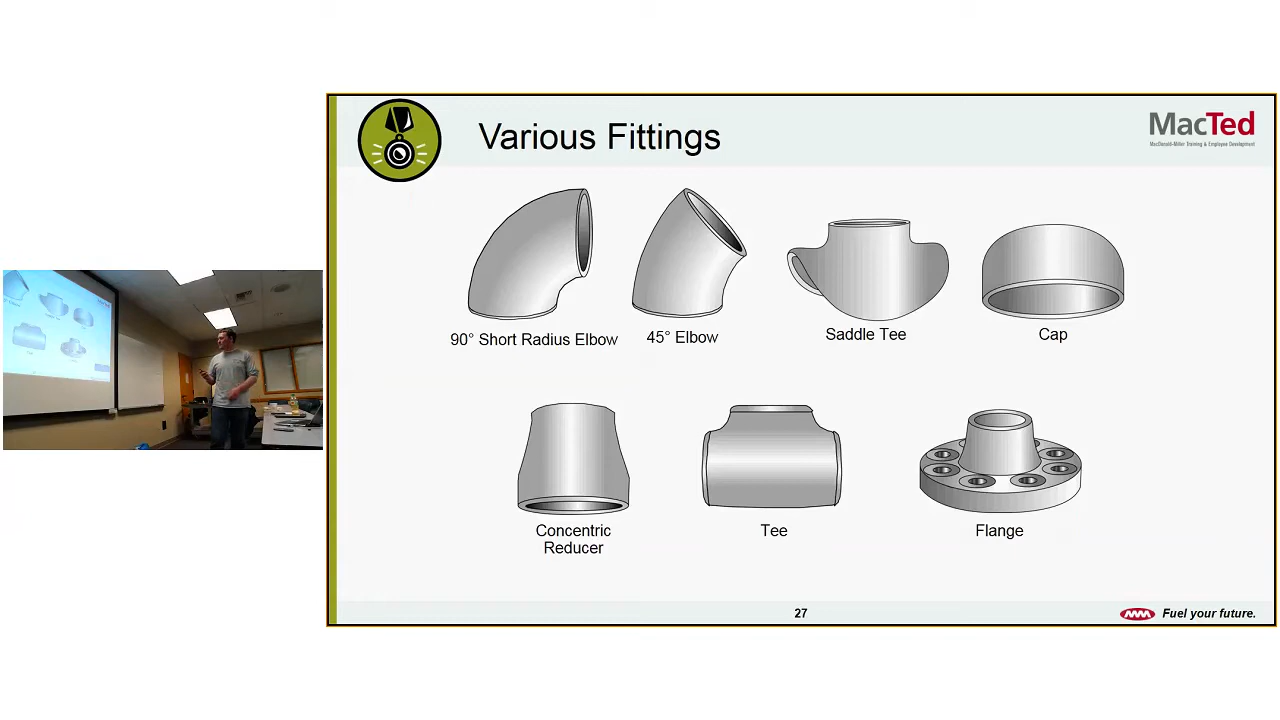 Various Fittings
MacTed
MacDonald-Miller Training & Employee Development
90° Short Radius Elbow
45° Elbow
Saddle Tee
Cap
Concentric
Reducer
Tee
Flange
27
Fuel your future.